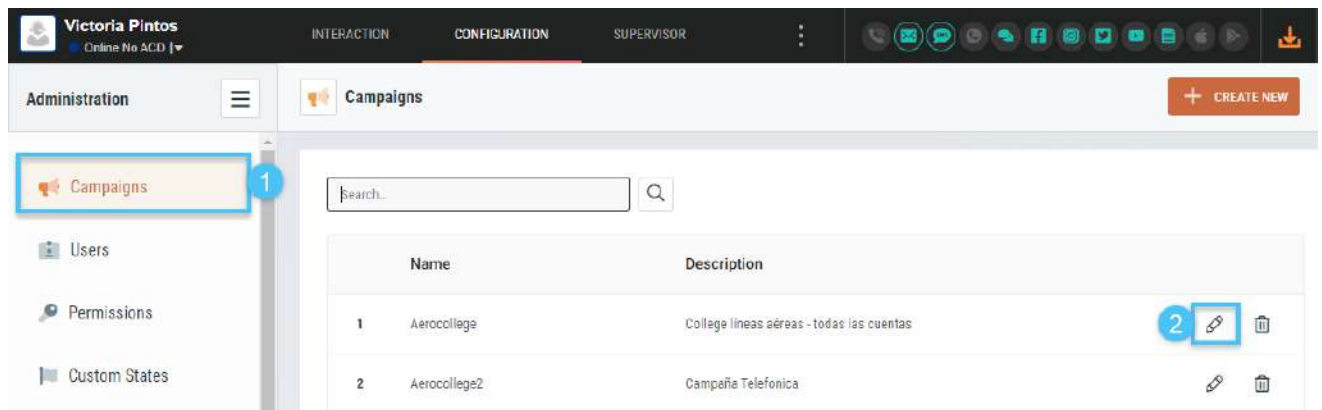 Victoria Pintos
Online No ACD
INTERACTION
CONFIGURATION
SUPERVISOR
Administration
Campaigns
CREATE NEW
Campaigns
1
Search...
Users
Name
Description
Permissions
1
Aerocollege
College líneas aéreas - todas las cuentas
2
Custom States
2
Aerocollege2
Campaña Telefonica